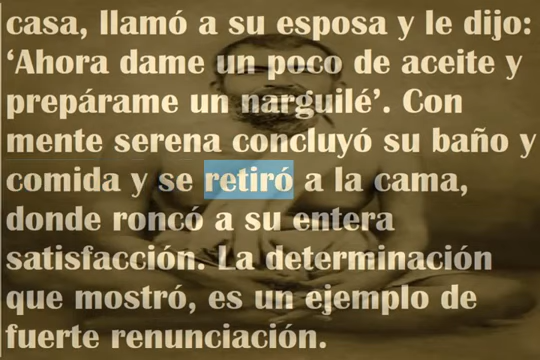 casa, llamó a su esposa y le dijo:
‘Ahora dame un poco de aceite y
prepárame un narguilé’. Con
mente serena concluyó su baño y
comida y se retiró a la cama,
donde roncó a su entera
satisfacción. La determinación
que mostró, es un ejemplo de
fuerte renunciación.